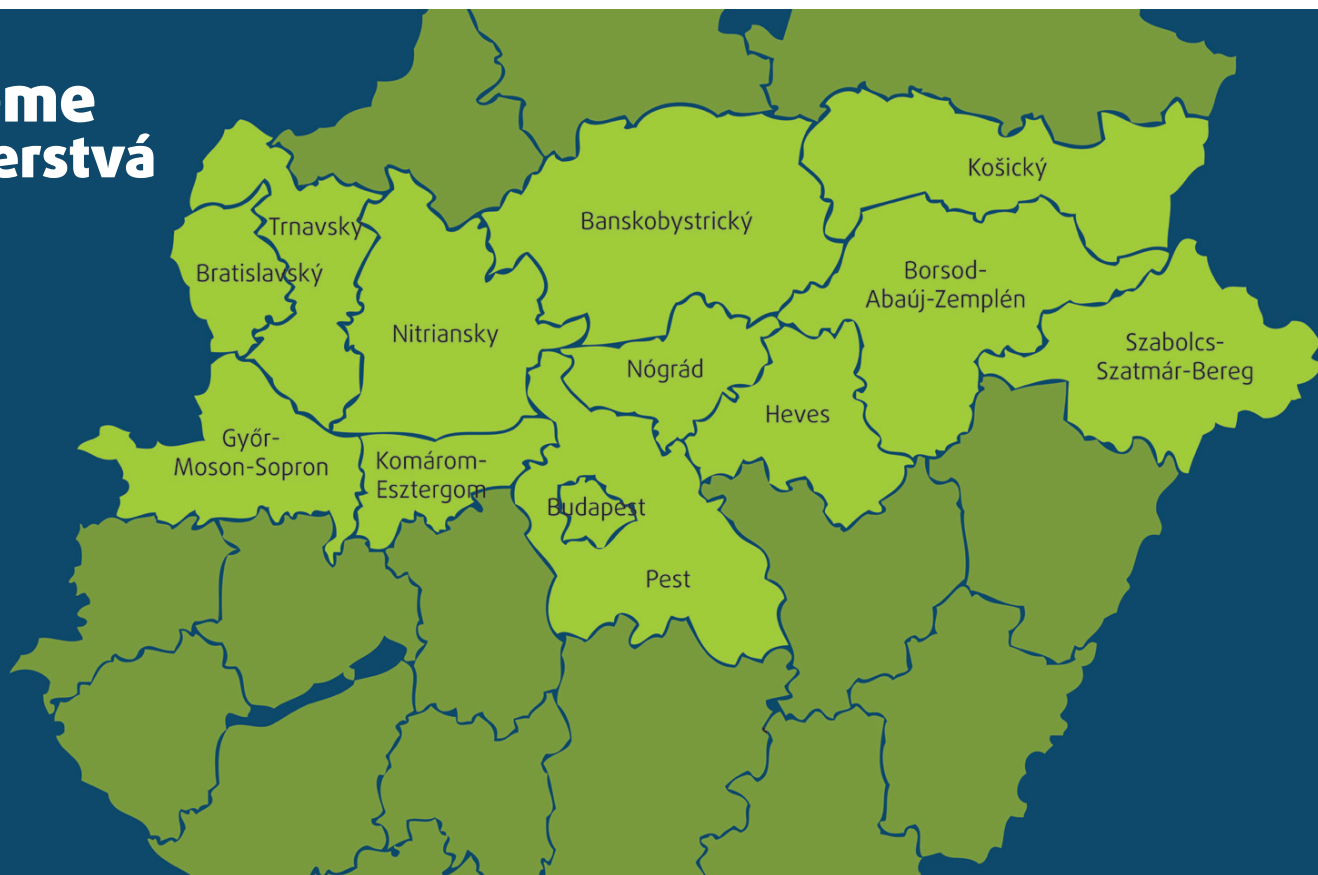 me
erstvá
Košický
Banskobystrický
Trnavský
Bratislavský
Borsod-
Abaúj-Zemplén
Nitriansky
Szabolcs-
Szatmár-Bereg
Nógrád
Heves
Győr-
Moson-Sopron
Komárom-
Esztergom
Budapest
Pest